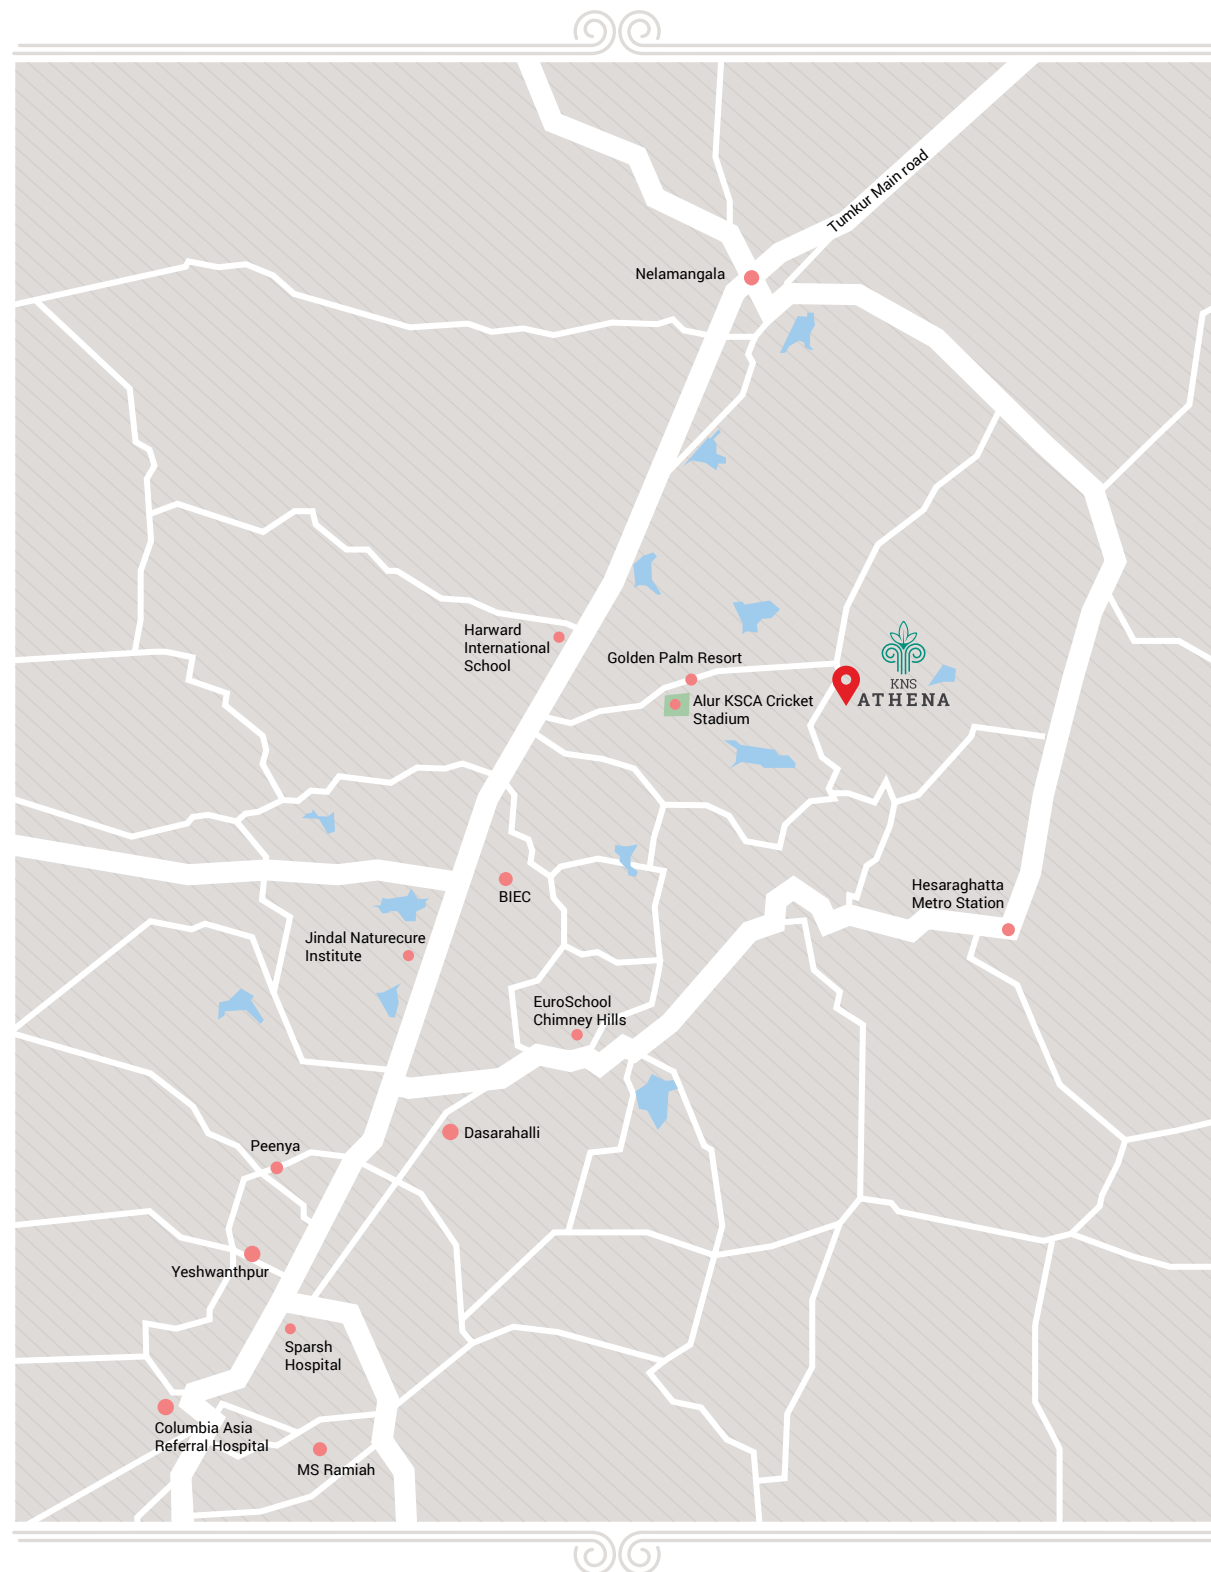 Tumkur Main road
Nelamangala
Harward
International
School
Golden Palm Resort
KNS
ATHENA
Alur KSCA Cricket
Stadium
Hesaraghatta
Metro Station
BIEC
Jindal Naturecure
Institute
EuroSchool
Chimney Hills
Dasarahalli
Peenya
Yeshwanthpur
Sparsh
Hospital
Columbia Asia
Referral Hospital
MS Ramiah